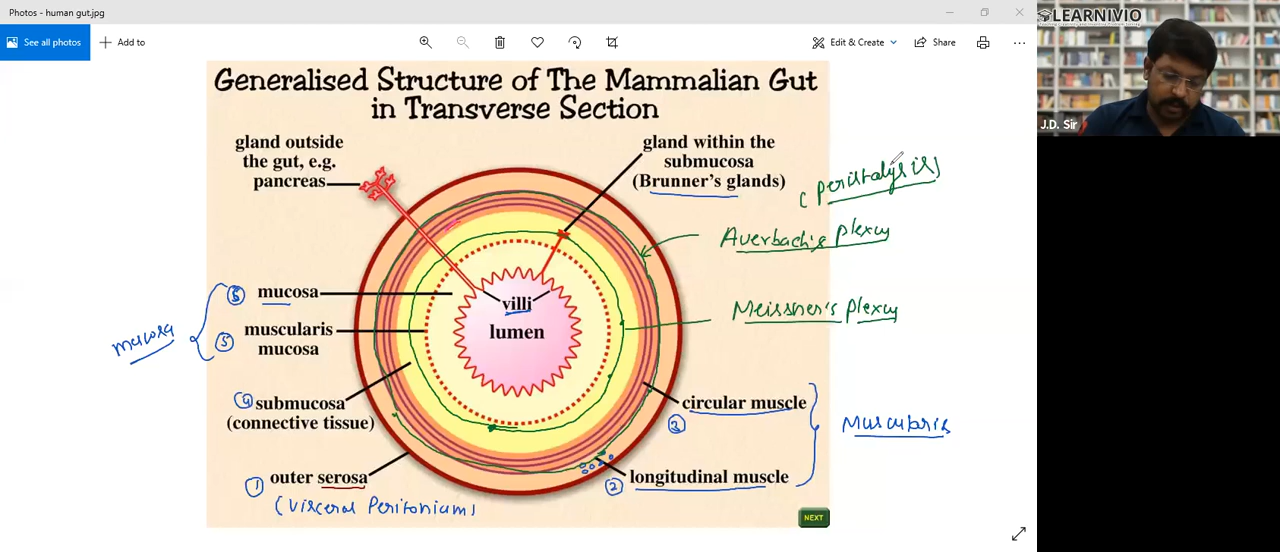 Photos - human gut.jpg
See all photos
Add to
Edit & Create
Share
LEARNIVIO
J.D. Sir
Generalised Structure of The Mammalian Gut
in Transverse Section
gland outside
the gut, e.g.
pancreas
gland within the
submucosa
(Brunner's glands)
(Peristalysis)
Auerbach's Plexus
mucosa
6 mucosa
villi
lumen
Meissner's Plexus
5 muscularis
mucosa
4 submucosa
(connective tissue)
circular muscle
3
Muscularis
1 outer serosa
(Visceral Peritonium)
2 longitudinal muscle
NEXT